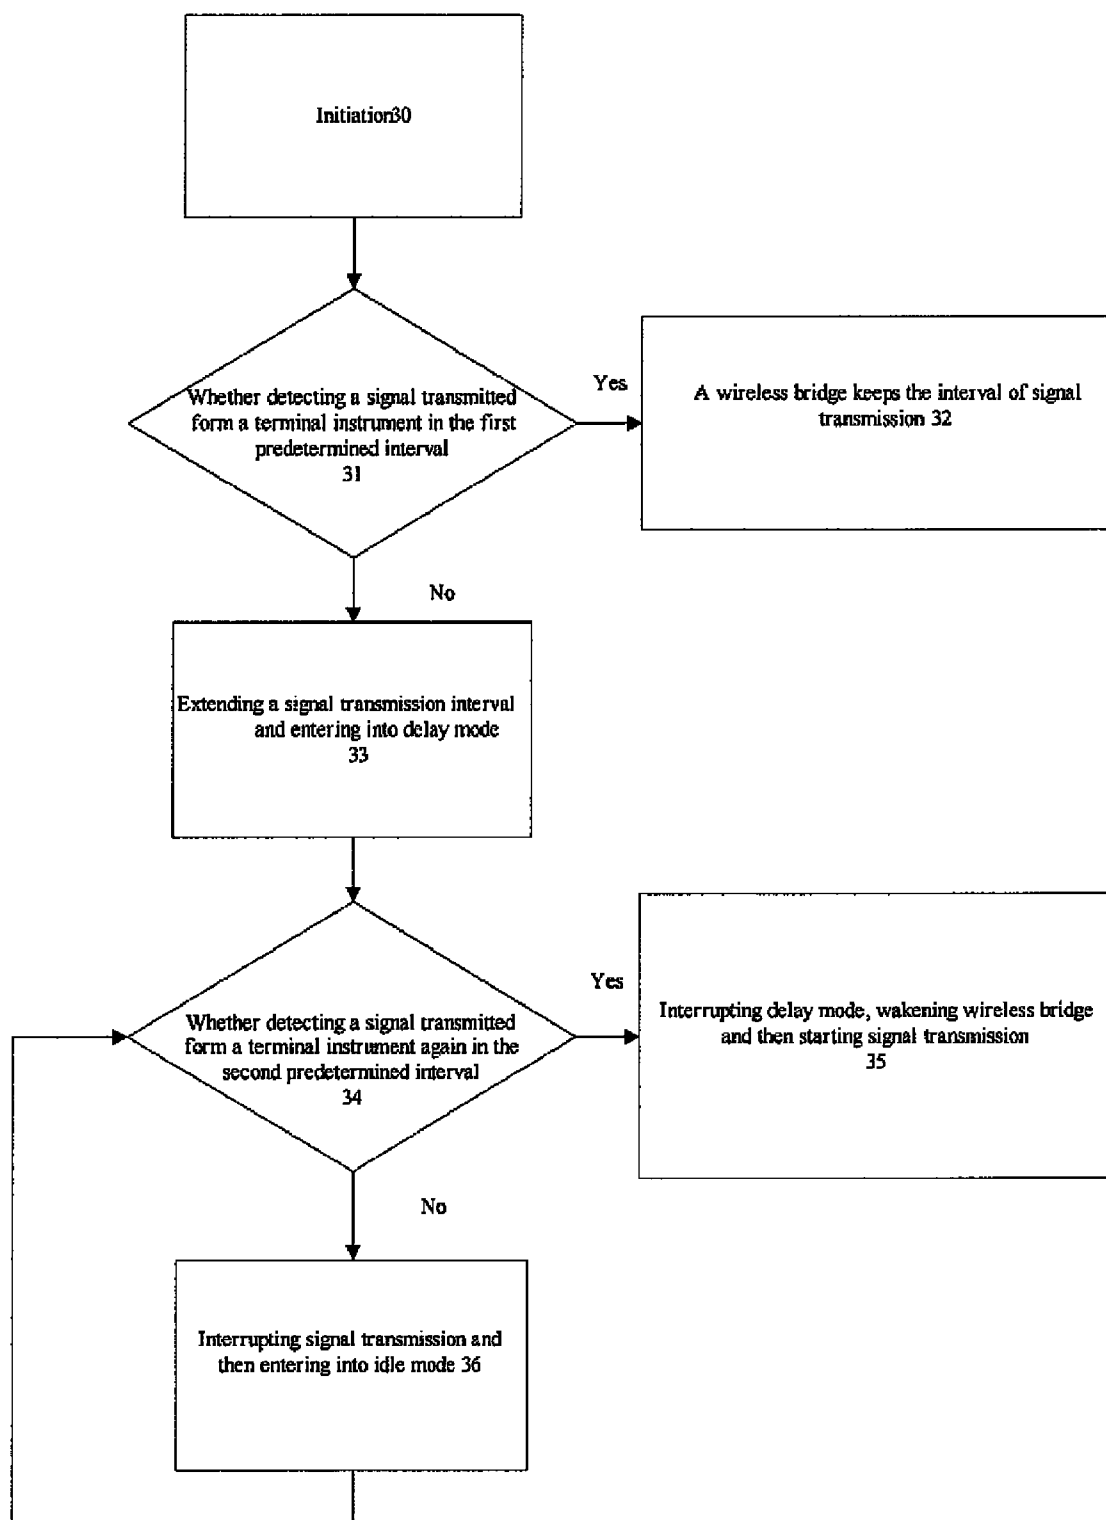 Initiation30
Whether detecting a signal transmitted
form a terminal instrument in the first
predetermined interval
31
Yes
A wireless bridge keeps the interval of signal
transmission 32
No
Extending a signal transmission interval
and entering into delay mode
33
Whether detecting a signal transmitted
form a terminal instrument again in the
second predetermined interval
34
Yes
Interrupting delay mode, wakening wireless bridge
and then starting signal transmission
35
No
Interrupting signal transmission and
then entering into idle mode 36